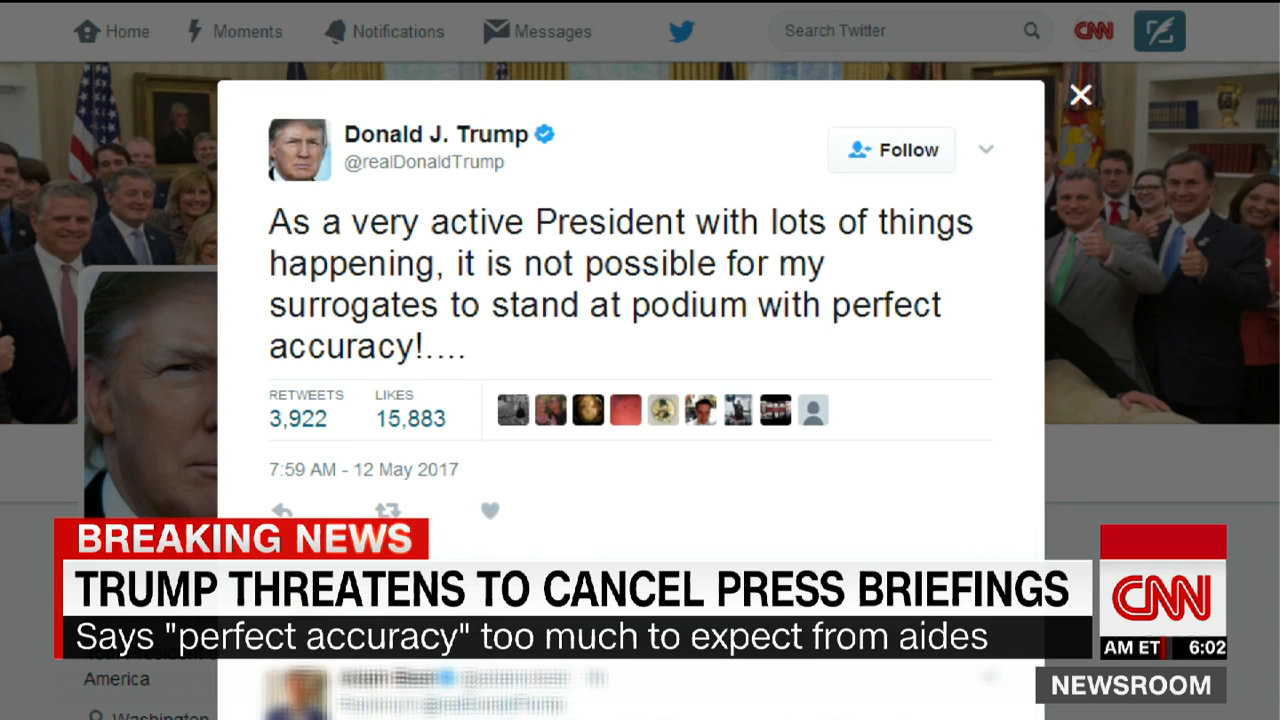 Home
Moments
Notifications
Messages
Search Twitter
CNN
Donald J. Trump
@realDonaldTrump
Follow
As a very active President with lots of things
happening, it is not possible for my
surrogates to stand at podium with perfect
accuracy!....
RETWEETS LIKES
3,922 15,883
7:59 AM - 12 May 2017
BREAKING NEWS
TRUMP THREATENS TO CANCEL PRESS BRIEFINGS
Says "perfect accuracy" too much to expect from aides
CNN
AM ET 6:02
America
NEWSROOM
Washington